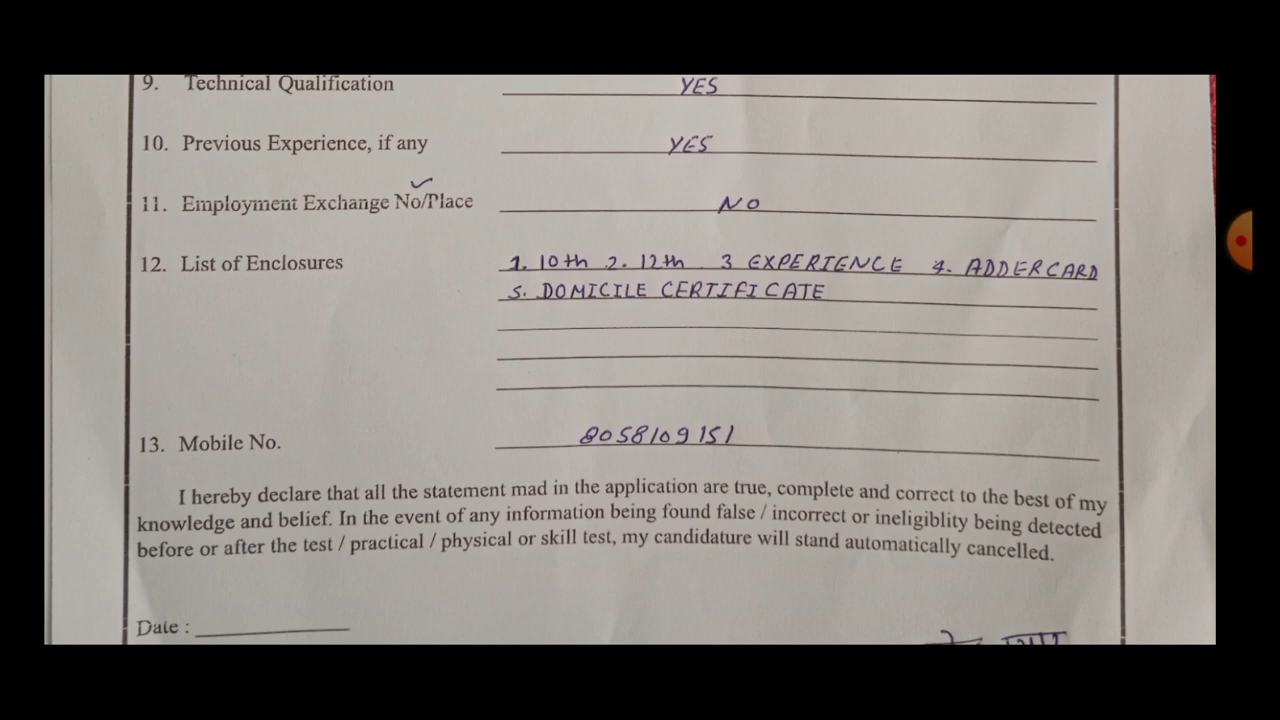 9. Technical Qualification YES
10. Previous Experience, if any YES
11. Employment Exchange No/Place NO
12. List of Enclosures 1. 10th 2. 12th 3 EXPERIENCE 4. ADDERCARD
5. DOMICILE CERTIFICATE
13. Mobile No. 8058109151
I hereby declare that all the statement mad in the application are true, complete and correct to the best of my
knowledge and belief. In the event of any information being found false / incorrect or ineligiblity being detected
before or after the test / practical / physical or skill test, my candidature will stand automatically cancelled.
Date :